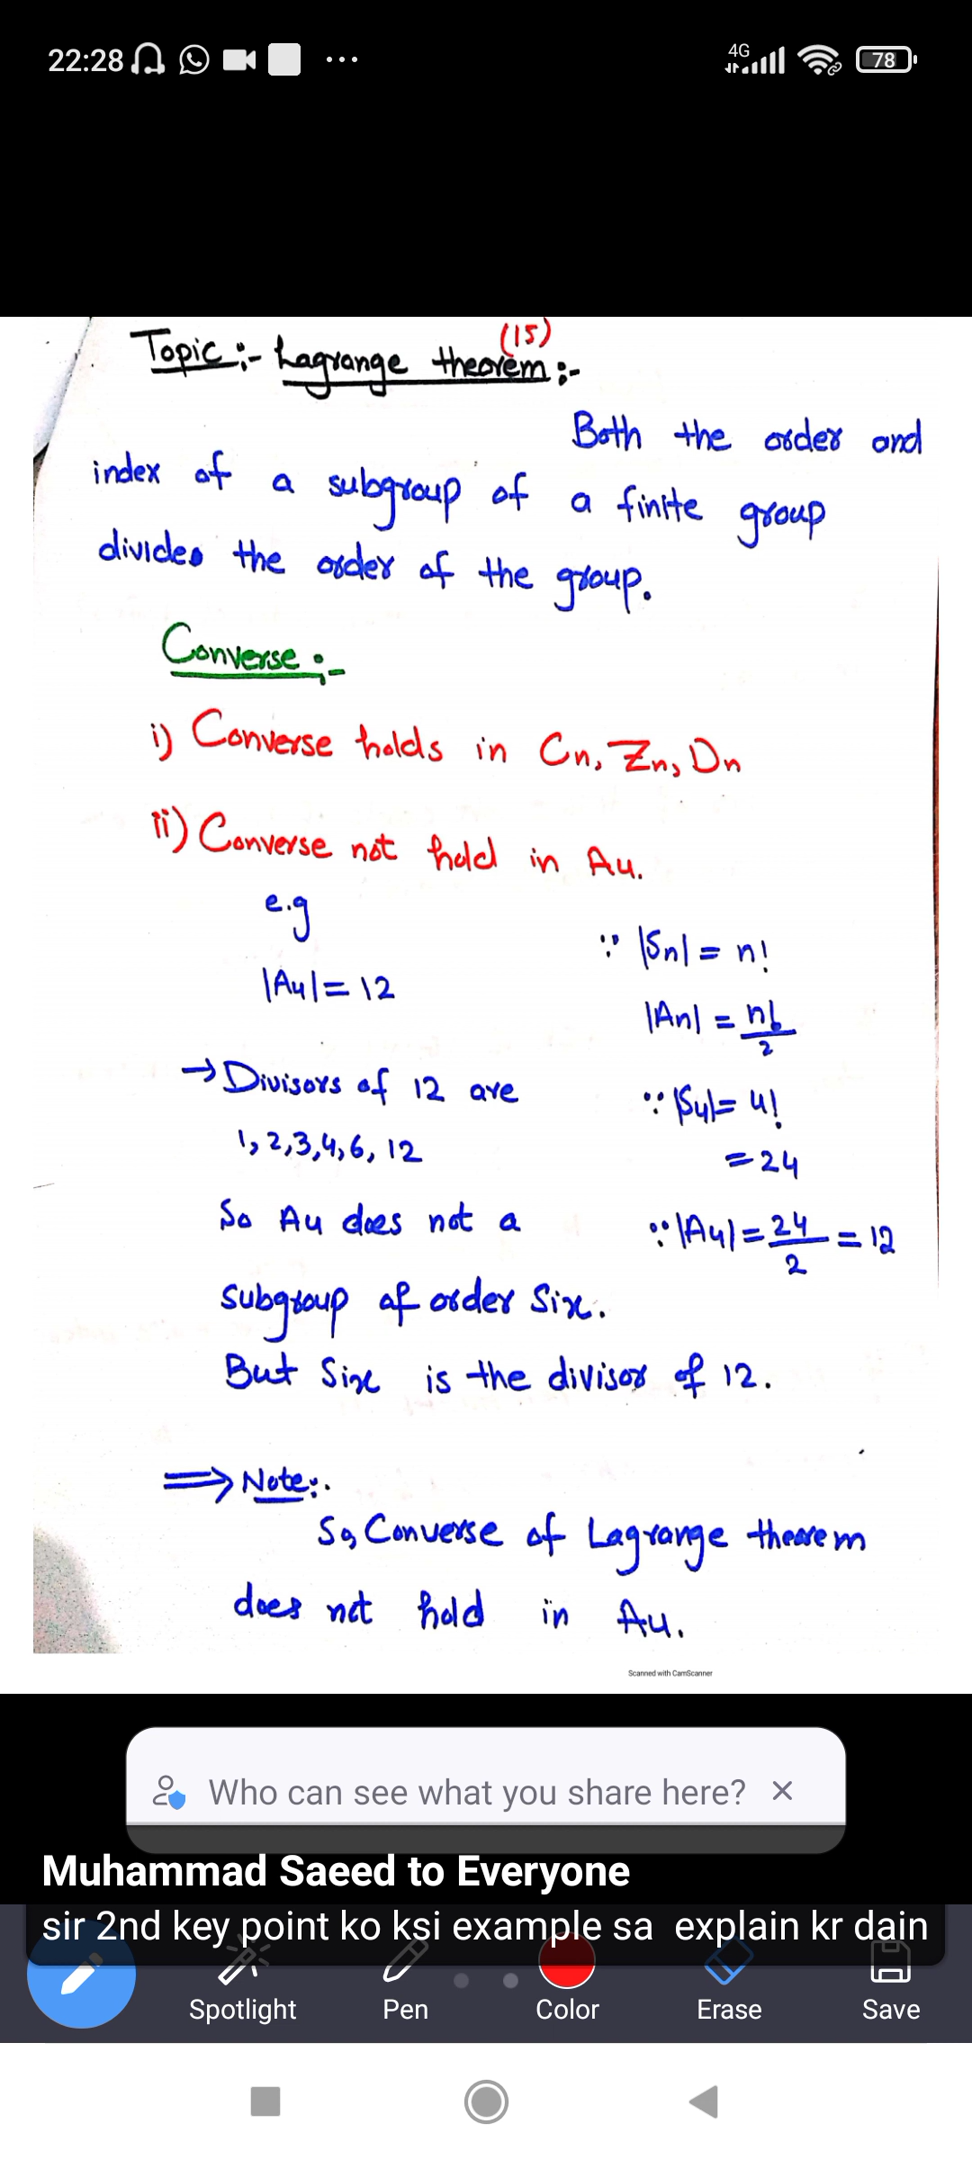 22:28
4G
78
(15)
Topic:- Lagrange theorem:-
Both the order and
index of a subgroup of a finite group
divides the order of the group.
Converse:-
i) Converse holds in Cn, Zn, Dn
ii) Converse not hold in A4.
e.g
|A4| = 12
∵ |Sn| = n!
|An| = n!/2
→ Divisors of 12 are
1, 2, 3, 4, 6, 12
∵ |S4| = 4!
= 24
So A4 does not a
subgroup of order Six.
∵ |A4| = 24/2 = 12
But Six is the divisor of 12.
⇒ Note:.
So, Converse of Lagrange theorem
does not hold in A4.
Scanned with CamScanner
Who can see what you share here?
Muhammad Saeed to Everyone
sir 2nd key point ko ksi example sa explain kr dain
Spotlight Pen Color Erase Save